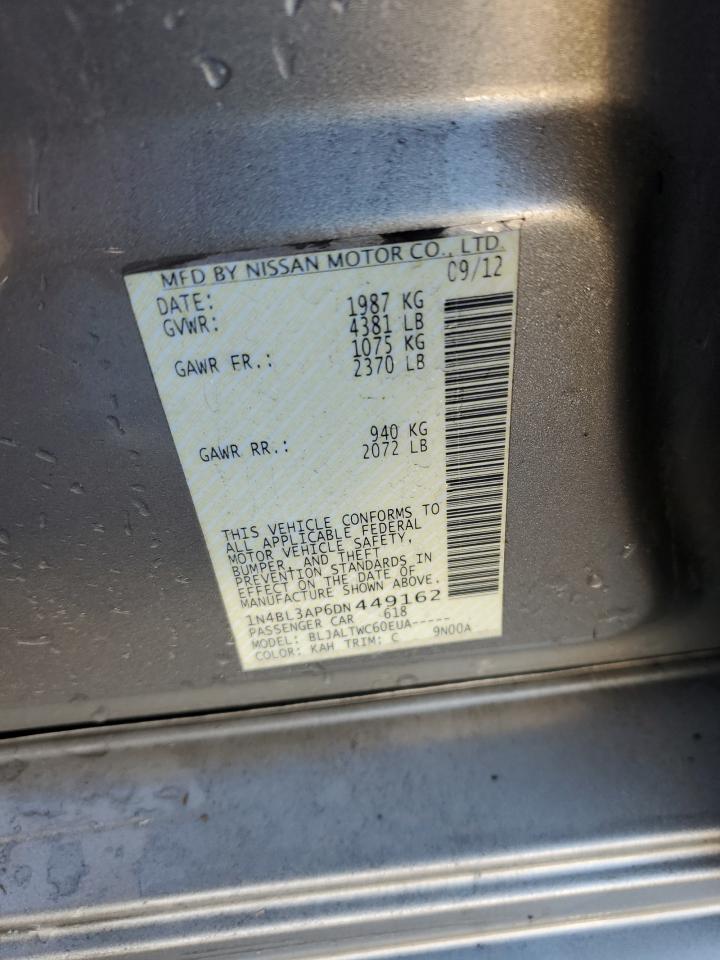 MFD BY NISSAN MOTOR CO., LTD.
DATE: 09/12
GVWR: 1987 KG
4381 LB
GAWR FR.: 1075 KG
2370 LB
GAWR RR.: 940 KG
2072 LB
THIS VEHICLE CONFORMS TO
ALL APPLICABLE FEDERAL
MOTOR VEHICLE SAFETY,
BUMPER, AND THEFT
PREVENTION STANDARDS IN
EFFECT ON THE DATE OF
MANUFACTURE SHOWN ABOVE.
1N4BL3AP6DN449162
PASSENGER CAR 618
MODEL: BLJALTWC60EUA-----
COLOR: KAH TRIM: C 9N00A